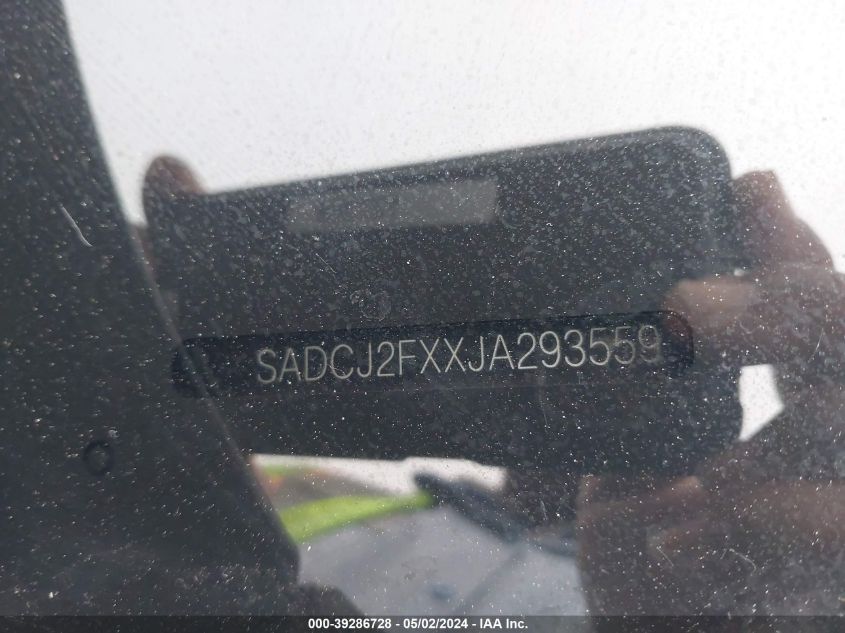 SADCJ2FXXJA293559
000-39286728 - 05/02/2024 - IAA Inc.